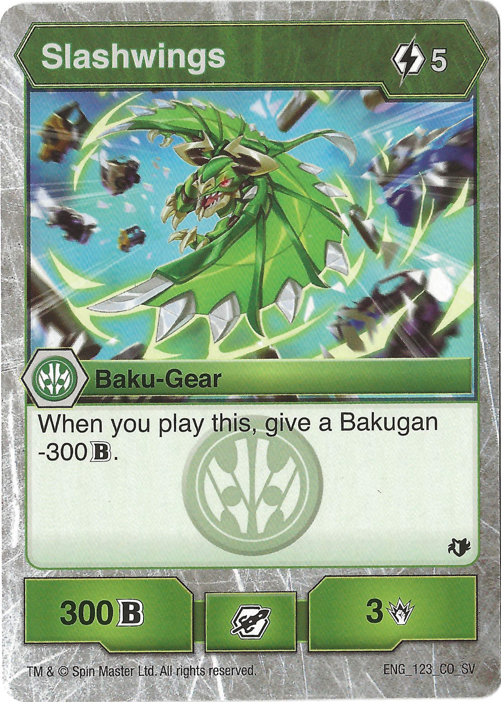 Slashwings
5
Baku-Gear
When you play this, give a Bakugan
-300 B.
300 B
3
TM & © Spin Master Ltd. All rights reserved.
ENG_123_CO_SV